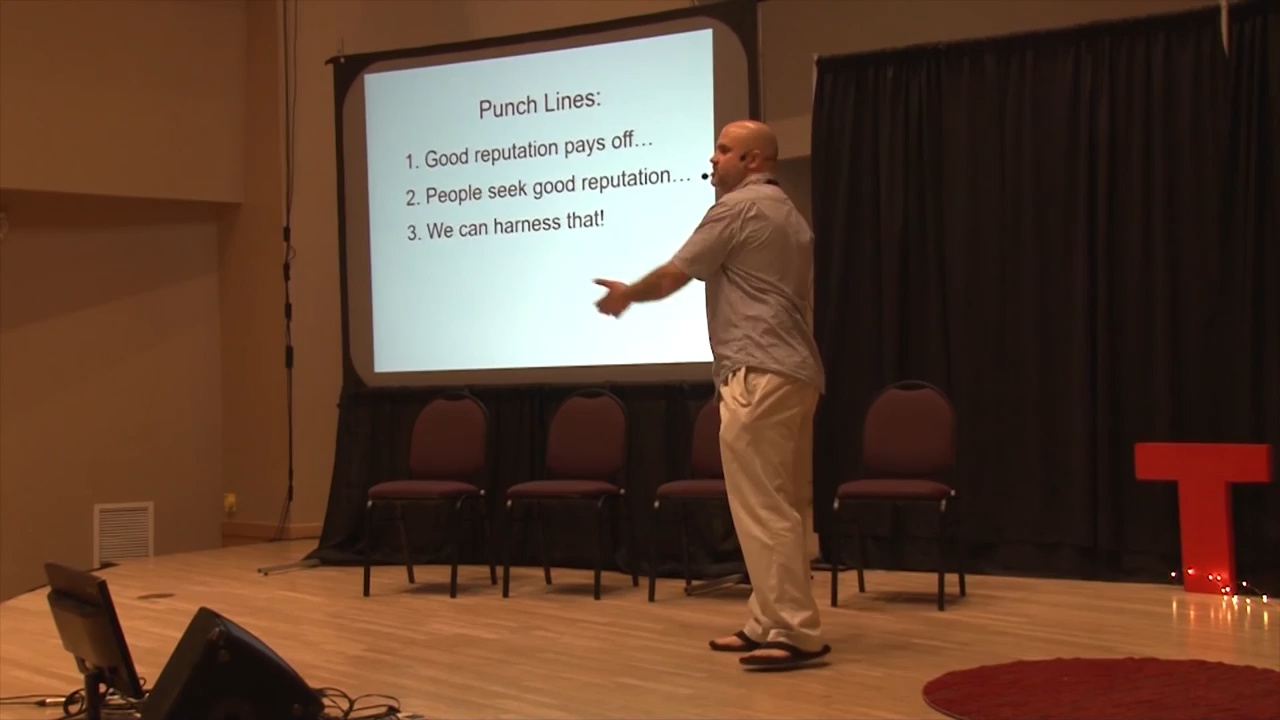 Punch Lines:
1. Good reputation pays off…
2. People seek good reputation…
3. We can harness that!
T